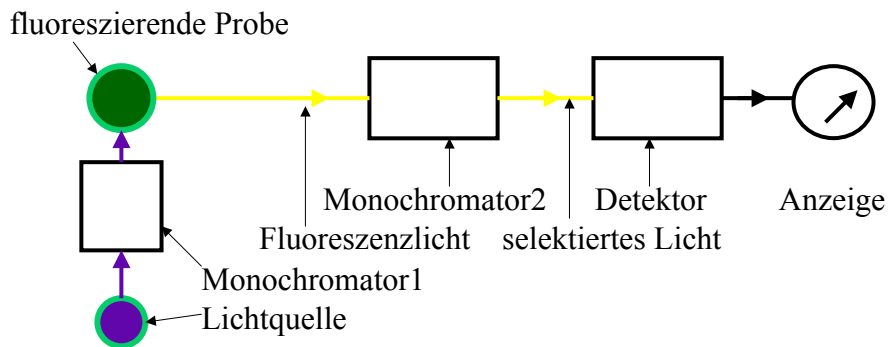 fluoreszierende Probe
Monochromator2
Detektor
Anzeige
Fluoreszenzlicht
selektiertes Licht
Monochromator1
Lichtquelle